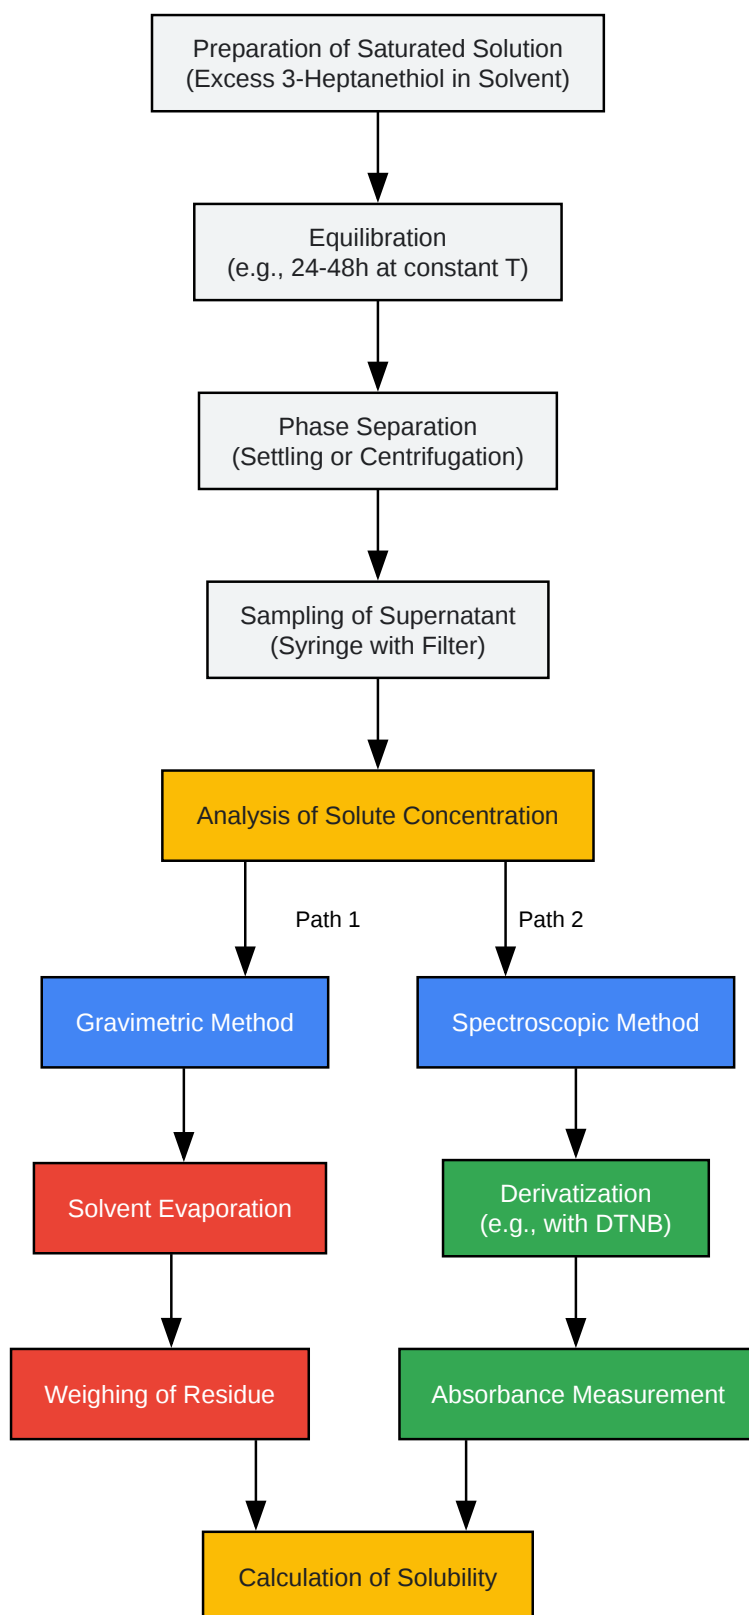 Preparation of Saturated Solution
(Excess 3-Heptanethiol in Solvent)
Equilibration
(e.g., 24-48h at constant T)
Phase Separation
(Settling or Centrifugation)
Sampling of Supernatant
(Syringe with Filter)
Analysis of Solute Concentration
Path 1
Path 2
Gravimetric Method
Spectroscopic Method
Solvent Evaporation
Derivatization
(e.g., with DTNB)
Weighing of Residue
Absorbance Measurement
Calculation of Solubility